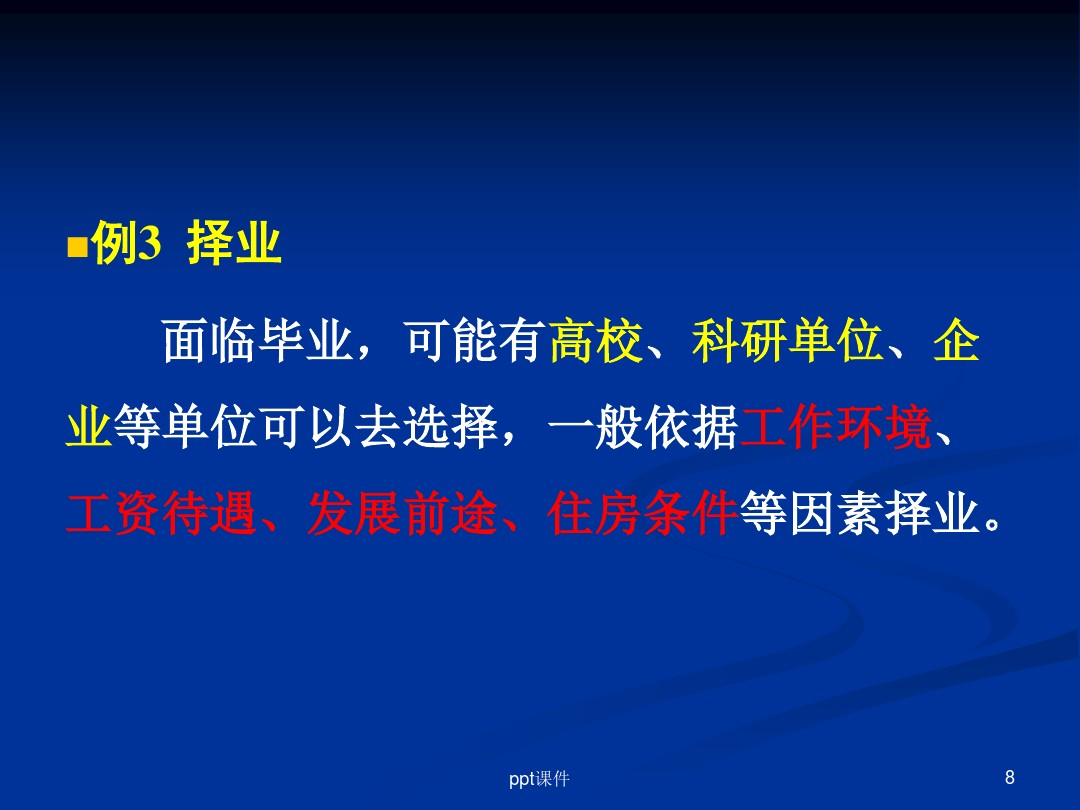 例3 择业
面临毕业，可能有高校、科研单位、企
业等单位可以去选择，一般依据工作环境、
工资待遇、发展前途、住房条件等因素择业。
ppt课件
8